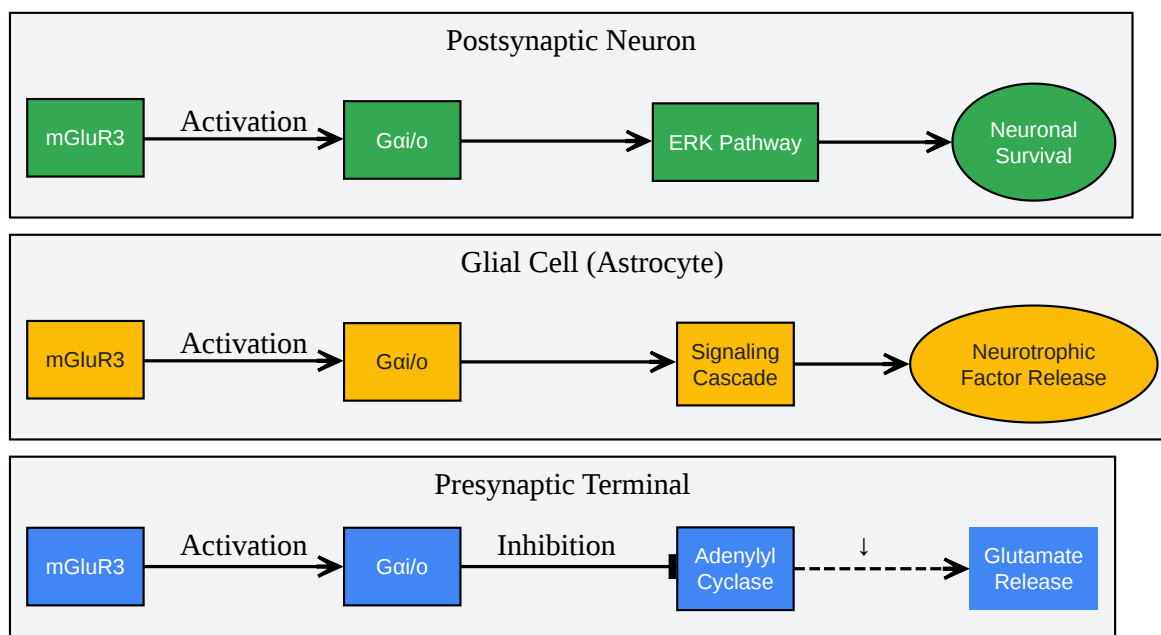 Postsynaptic Neuron
mGluR3
Activation
Gαi/o
ERK Pathway
Neuronal
Survival
Glial Cell (Astrocyte)
mGluR3
Activation
Gαi/o
Signaling
Cascade
Neurotrophic
Factor Release
Presynaptic Terminal
mGluR3
Activation
Gαi/o
Inhibition
Adenylyl
Cyclase
↓
Glutamate
Release